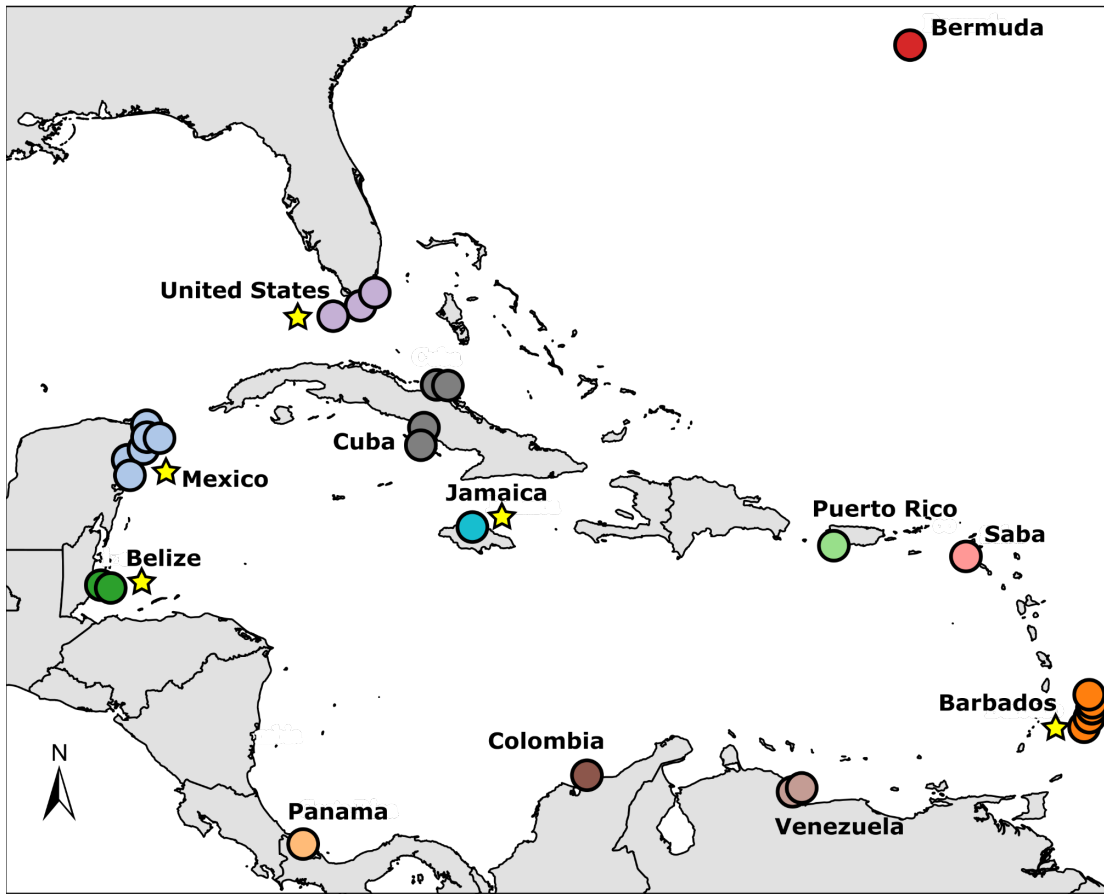 Bermuda
United States
Cuba
Mexico
Jamaica
Puerto Rico
Saba
Belize
Barbados
Colombia
N
Panama
Venezuela